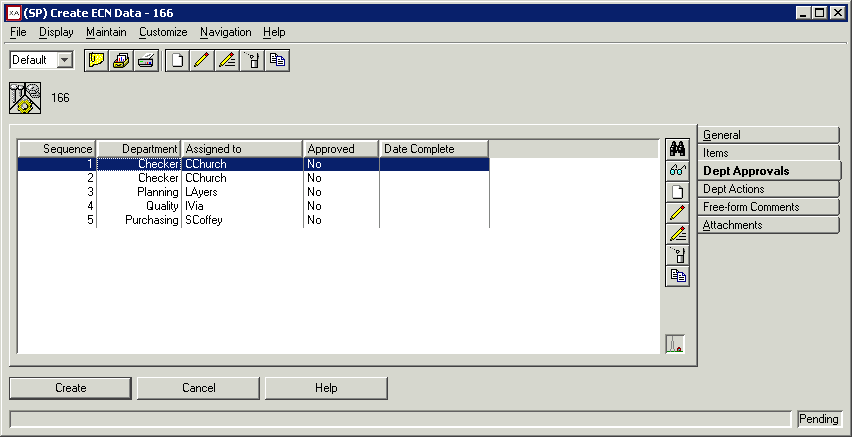 XA (SP) Create ECN Data - 166
File Display Maintain Customize Navigation Help
Default
166
Sequence Department Assigned to Approved Date Complete
1 Checker CChurch No
2 Checker CChurch No
3 Planning LAyers No
4 Quality IVia No
5 Purchasing SCoffey No
General
Items
Dept Approvals
Dept Actions
Free-form Comments
Attachments
Create Cancel Help
Pending